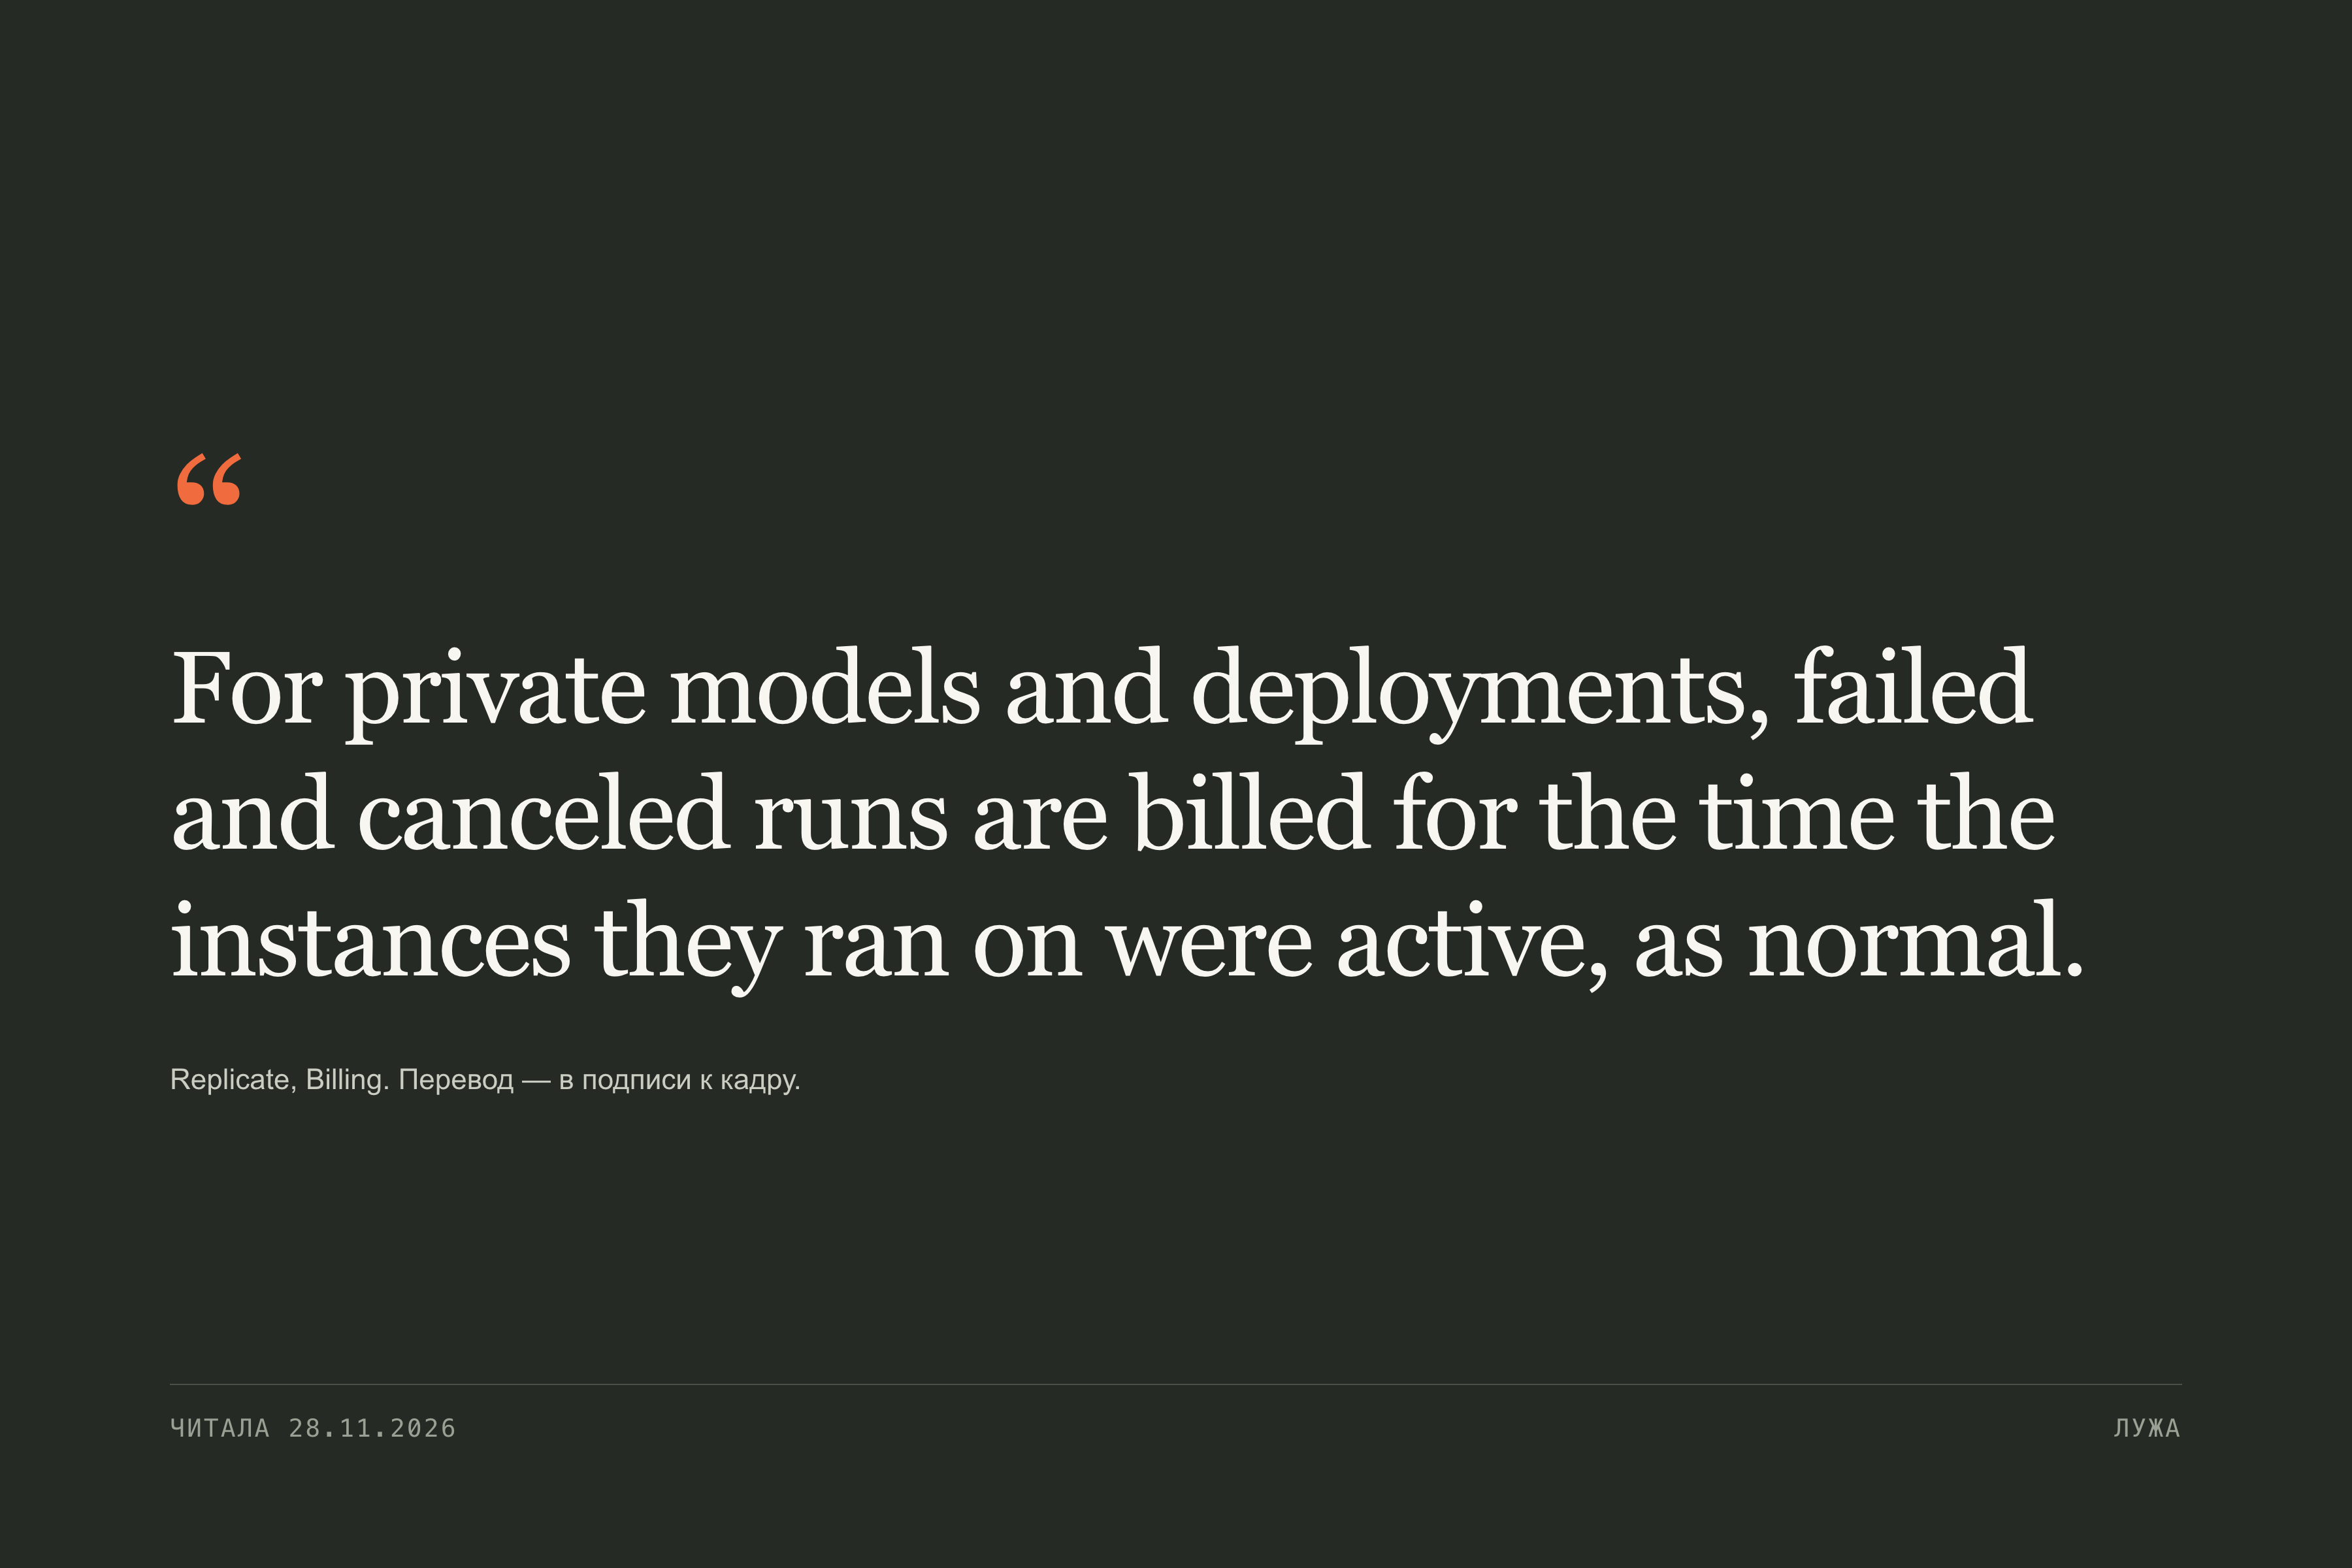 “
For private models and deployments, failed
and canceled runs are billed for the time the
instances they ran on were active, as normal.
Replicate, Billing. Перевод — в подписи к кадру.
ЧИТАЛА 28.11.2026
ЛУЖА